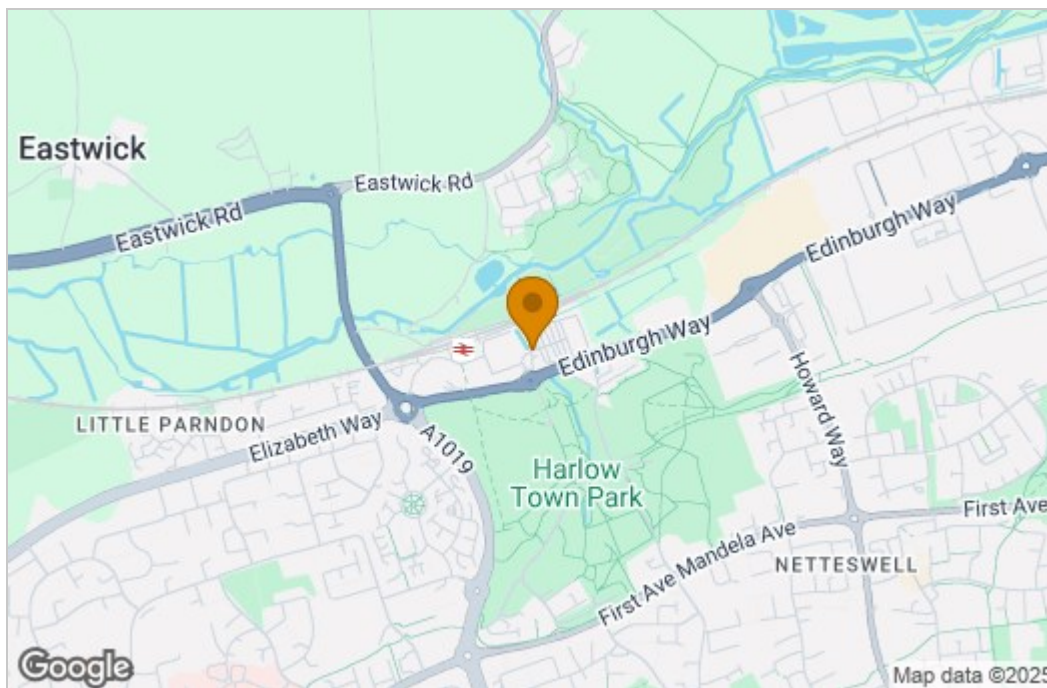 Eastwick
Eastwick Rd
Eastwick Rd
Edinburgh Way
Edinburgh Way
Howard Way
LITTLE PARNDON
Elizabeth Way
A1019
Harlow
Town Park
First Ave Mandela Ave
First Ave
NETTESWELL
Google
Map data ©2025